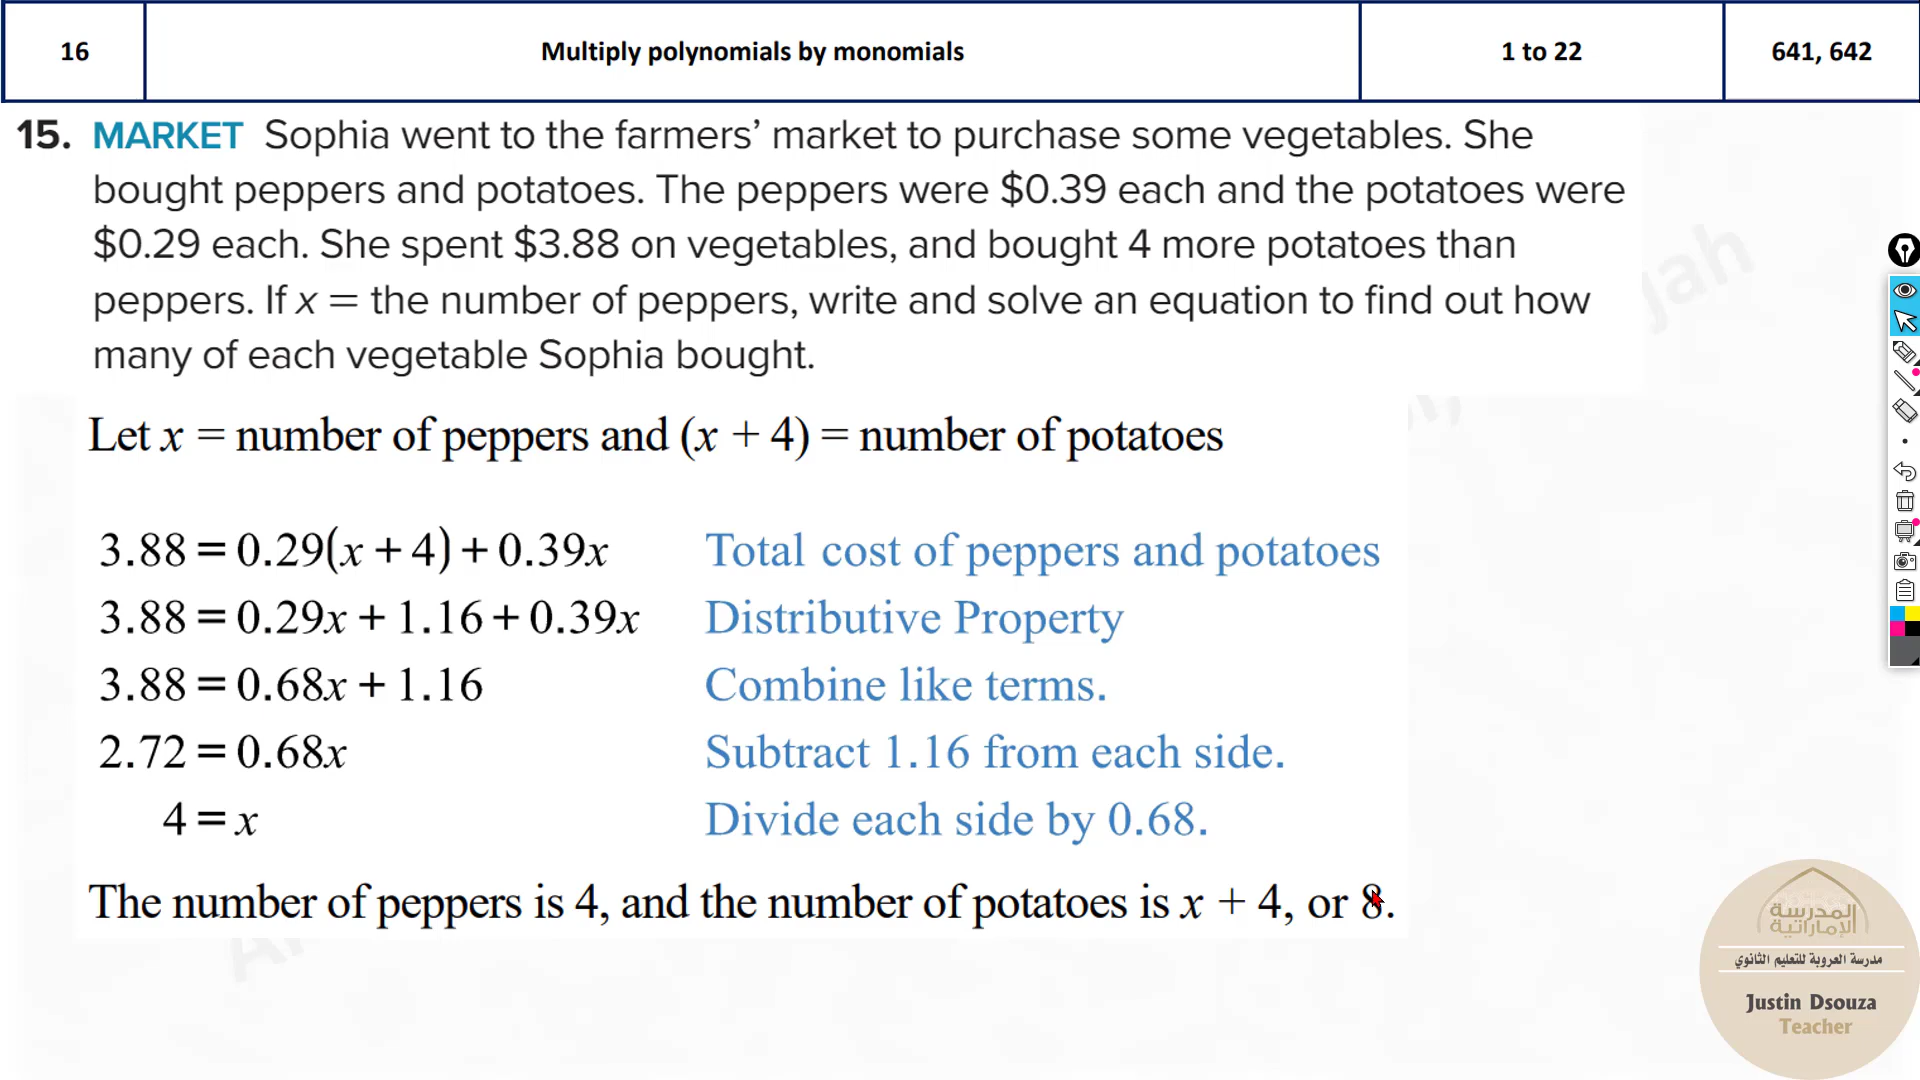 16 Multiply polynomials by monomials 1 to 22 641, 642
15. MARKET Sophia went to the farmers’ market to purchase some vegetables. She
bought peppers and potatoes. The peppers were $0.39 each and the potatoes were
$0.29 each. She spent $3.88 on vegetables, and bought 4 more potatoes than
peppers. If x = the number of peppers, write and solve an equation to find out how
many of each vegetable Sophia bought.
Let x = number of peppers and (x + 4) = number of potatoes
3.88 = 0.29(x + 4) + 0.39x Total cost of peppers and potatoes
3.88 = 0.29x + 1.16 + 0.39x Distributive Property
3.88 = 0.68x + 1.16 Combine like terms.
2.72 = 0.68x Subtract 1.16 from each side.
4 = x Divide each side by 0.68.
The number of peppers is 4, and the number of potatoes is x + 4, or 8.
المدرسة
الإماراتية
مدرسة العروبة للتعليم الثانوي
Justin Dsouza
Teacher